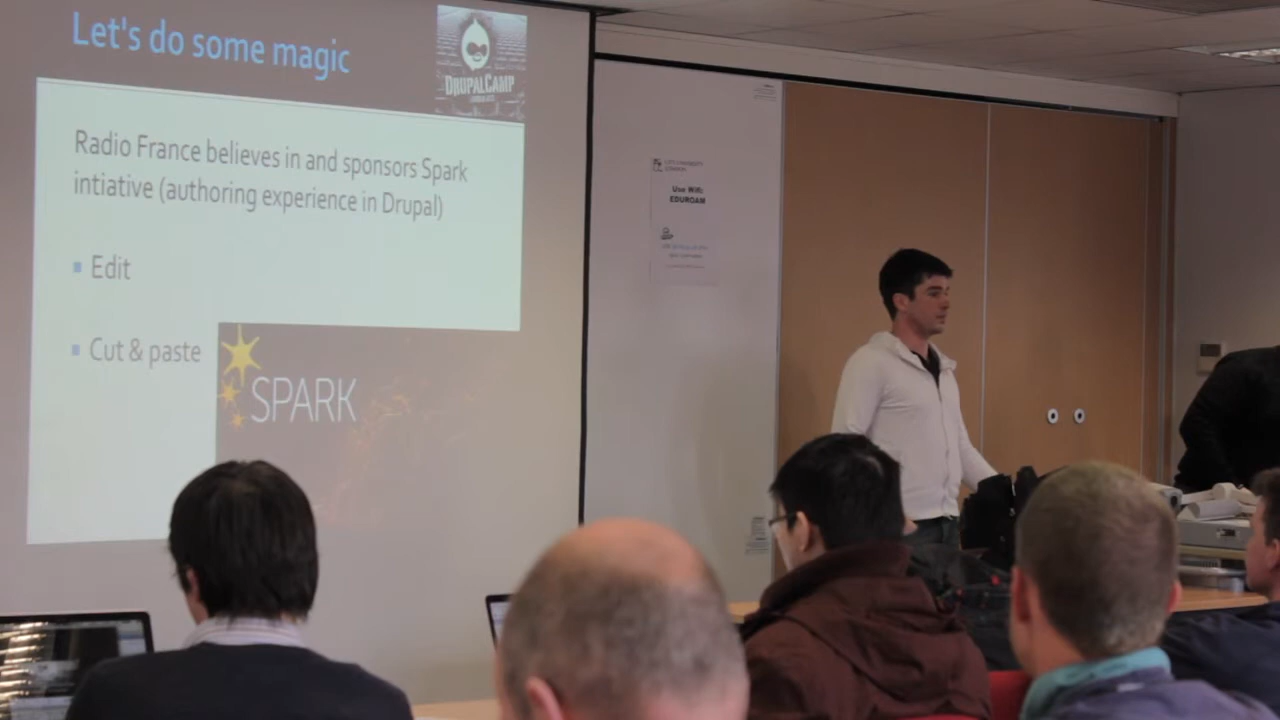 Let's do some magic
DRUPALCAMP
Radio France believes in and sponsors Spark
intiative (authoring experience in Drupal)
Edit
Cut & paste
SPARK
Use Wifi:
EDUROAM